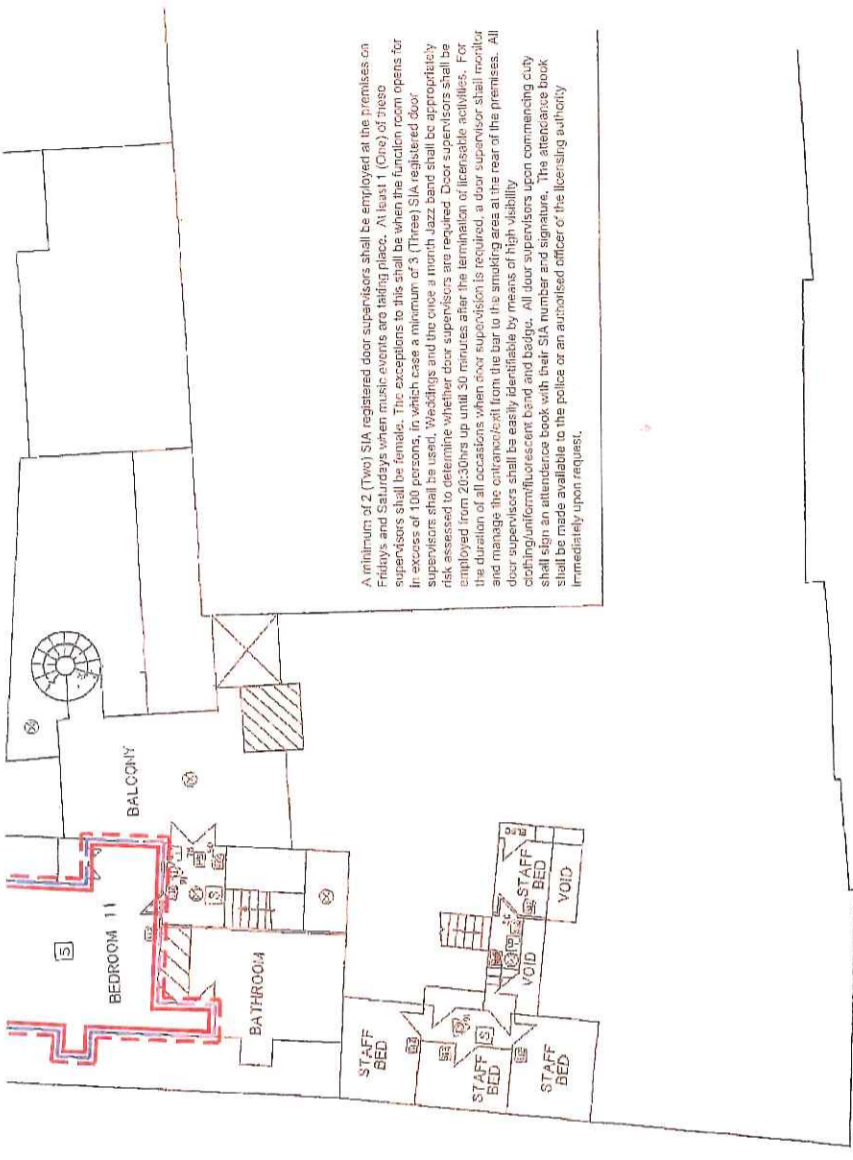 A minimum of 2 (Two) SIA registered door supervisors shall be employed at the premises on
Fridays and Saturdays when music events are taking place. At least 1 (One) of these
supervisors shall be female. The exceptions to this shall be when the function room opens for
in excess of 100 persons, in which case a minimum of 3 (Three) SIA registered door
supervisors shall be used. Weddings and the once a month Jazz band shall be appropriately
risk assessed to determine whether door supervisors are required. Door supervisors shall be
employed from 20:30hrs up until 30 minutes after the termination of licensable activities. For
the duration of all occasions when door supervision is required, a door supervisor shall monitor
and manage the entrance/exit from the bar to the smoking area at the rear of the premises. All
door supervisors shall be easily identifiable by means of high visibility
clothing/uniform/fluorescent band and badge. All door supervisors upon commencing duty
shall sign an attendance book with their SIA number and signature. The attendance book
shall be made available to the police or an authorised officer of the licensing authority
immediately upon request.
BALCONY
BEDROOM 11
5
S
BATHROOM
STAFF
BED
STAFF
BED
S
STAFF
BED
VOID
STAFF
BED
VOID